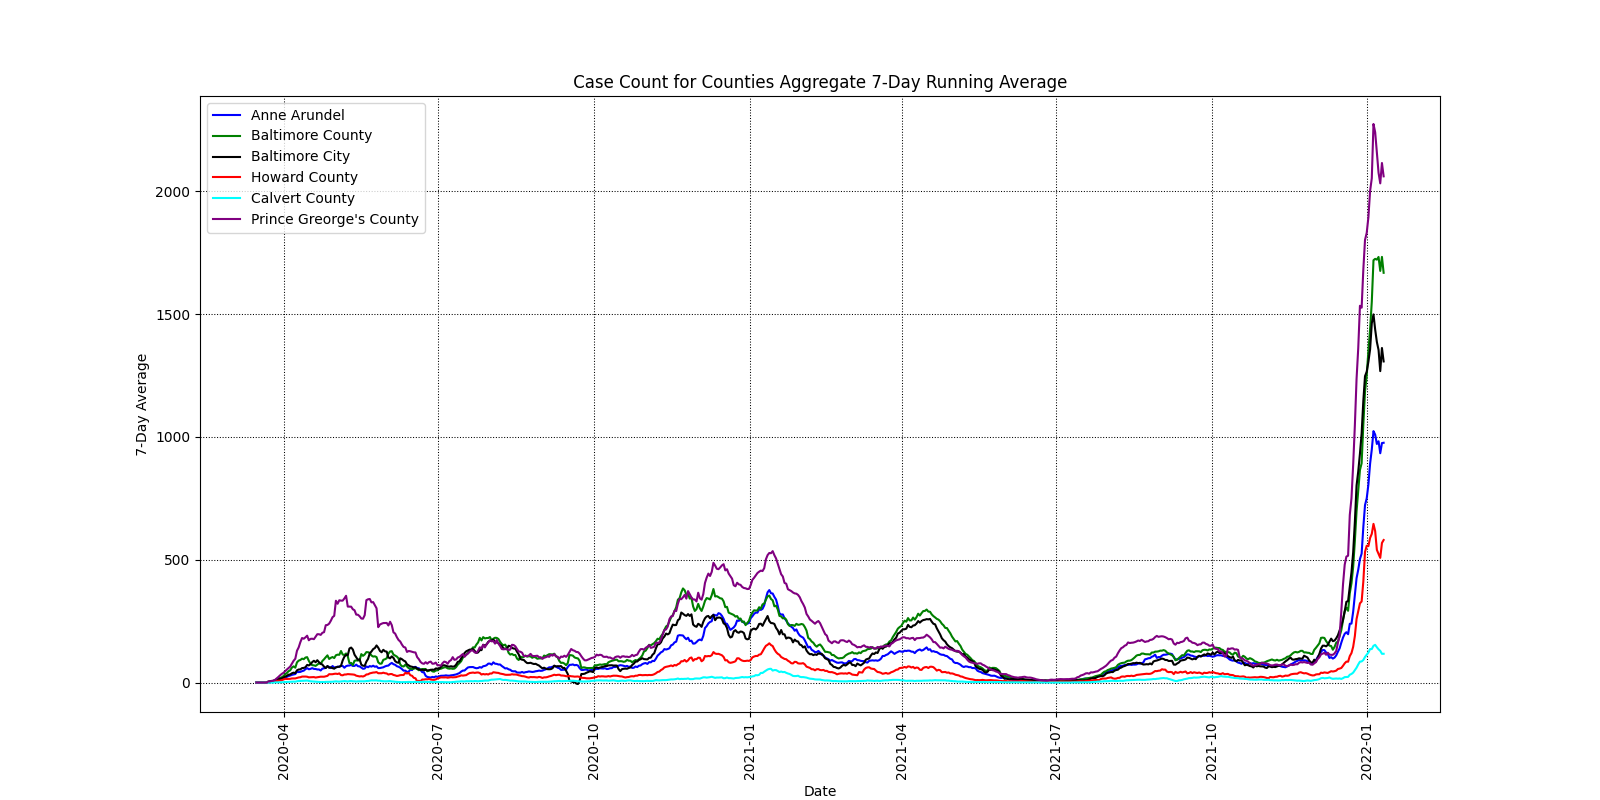 Case Count for Counties Aggregate 7-Day Running Average
Anne Arundel
Baltimore County
Baltimore City
Howard County
Calvert County
Prince Greorge's County
7-Day Average
2000
1500
1000
500
0
2020-04
2020-07
2020-10
2021-01
2021-04
2021-07
2021-10
2022-01
Date